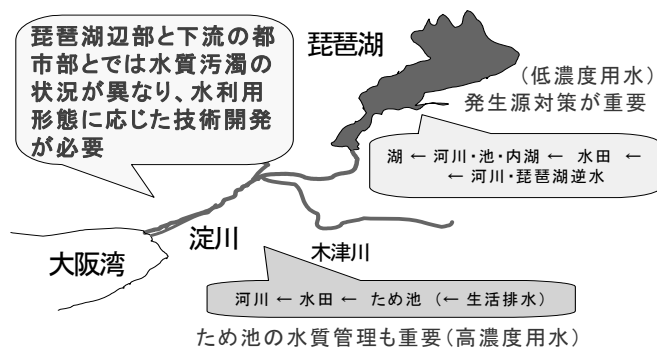 琵琶湖辺部と下流の都
市部とでは水質汚濁の
状況が異なり、水利用
形態に応じた技術開発
が必要
琵琶湖
(低濃度用水)
発生源対策が重要
湖 ← 河川・池・内湖 ← 水田 ←
← 河川・琵琶湖逆水
淀川
大阪湾
木津川
河川 ← 水田 ← ため池 (← 生活排水)
ため池の水質管理も重要(高濃度用水)